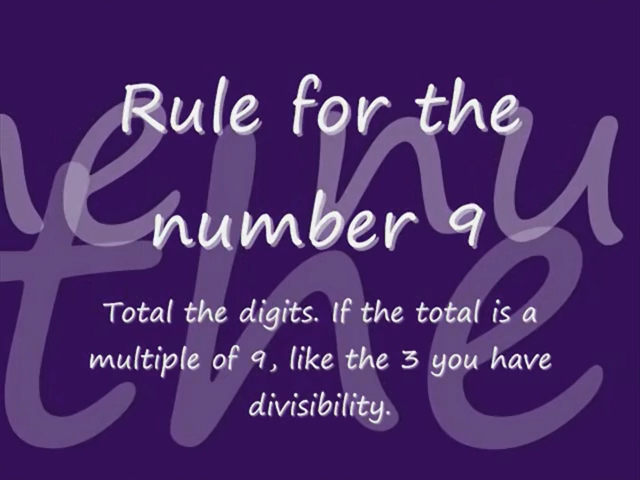 Rule for the
number 9
Total the digits. If the total is a
multiple of 9, like the 3 you have
divisibility.